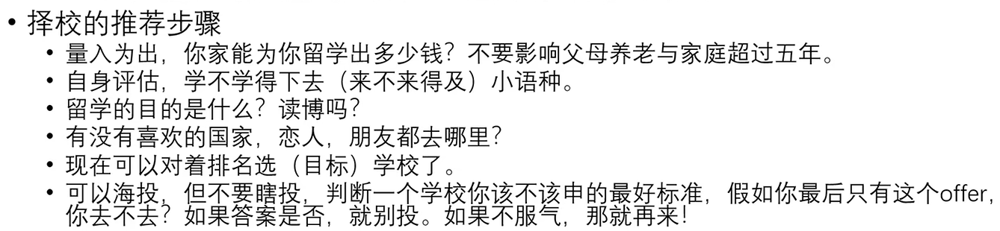 • 择校的推荐步骤
• 量入为出，你家能为你留学出多少钱？不要影响父母养老与家庭超过五年。
• 自身评估，学不学得下去（来不来得及）小语种。
• 留学的目的是什么？读博吗？
• 有没有喜欢的国家，恋人，朋友都去哪里？
• 现在可以对着排名选（目标）学校了。
• 可以海投，但不要瞎投，判断一个学校你该不该申的最好标准，假如你最后只有这个offer，
你去不去？如果答案是否，就别投。如果不服气，那就再来！